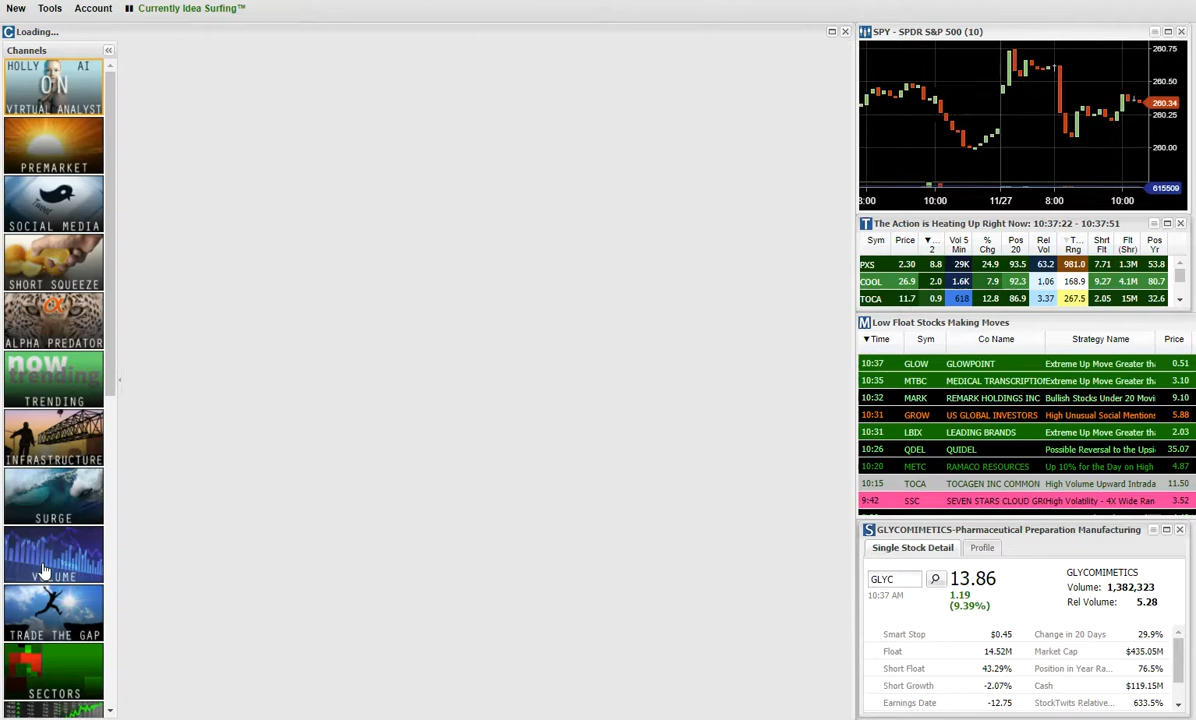 New Tools Account Currently Idea Surfing™
C Loading...
Channels
HOLLY AI
ON
VIRTUAL ANALYST
PREMARKET
SOCIAL MEDIA
SHORT SQUEEZE
α
ALPHA PREDATOR
now
trending
TRENDING
INFRASTRUCTURE
SURGE
VOLUME
TRADE THE GAP
SECTORS
SPY - SPDR S&P 500 (10)
260.75
260.50
260.34
260.25
260.00
615509
8:00 10:00 11/27 8:00 10:00
T The Action is Heating Up Right Now: 10:37:22 - 10:37:51
Sym Price ▼... Vol 5 % Pos Rel T... Shrt Flt Pos
2 Min Chg 20 Vol Rng Flt (Shr) Yr
PXS 2.30 8.8 29K 24.9 93.5 63.2 981.0 7.71 1.3M 53.8
COOL 26.9 2.0 1.6K 7.9 92.3 1.06 168.9 9.27 4.1M 80.7
TOCA 11.7 0.9 618 12.8 86.9 3.37 267.5 2.05 15M 32.6
M Low Float Stocks Making Moves
▼Time Sym Co Name Strategy Name Price
10:37 GLOW GLOWPOINT Extreme Up Move Greater th 0.51
10:35 MTBC MEDICAL TRANSCRIPTIO Extreme Up Move Greater th 3.10
10:32 MARK REMARK HOLDINGS INC Bullish Stocks Under 20 Movi 9.10
10:31 GROW US GLOBAL INVESTORS High Unusual Social Mention 5.88
10:31 LBIX LEADING BRANDS Extreme Up Move Greater th 2.03
10:26 QDEL QUIDEL Possible Reversal to the Upsi 35.07
10:20 METC RAMACO RESOURCES Up 10% for the Day on High 4.87
10:15 TOCA TOCAGEN INC COMMON High Volume Upward Intrada 11.50
9:42 SSC SEVEN STARS CLOUD GR High Volatility - 4X Wide Ran 3.52
S GLYCOMIMETICS-Pharmaceutical Preparation Manufacturing
Single Stock Detail Profile
GLYC 13.86 GLYCOMIMETICS
10:37 AM 1.19 Volume: 1,382,323
(9.39%) Rel Volume: 5.28
Smart Stop $0.45 Change in 20 Days 29.9%
Float 14.52M Market Cap $435.05M
Short Float 43.29% Position in Year Ra... 76.5%
Short Growth -2.07% Cash $119.15M
Earnings Date -12.75 StockTwits Relative... 633.5%